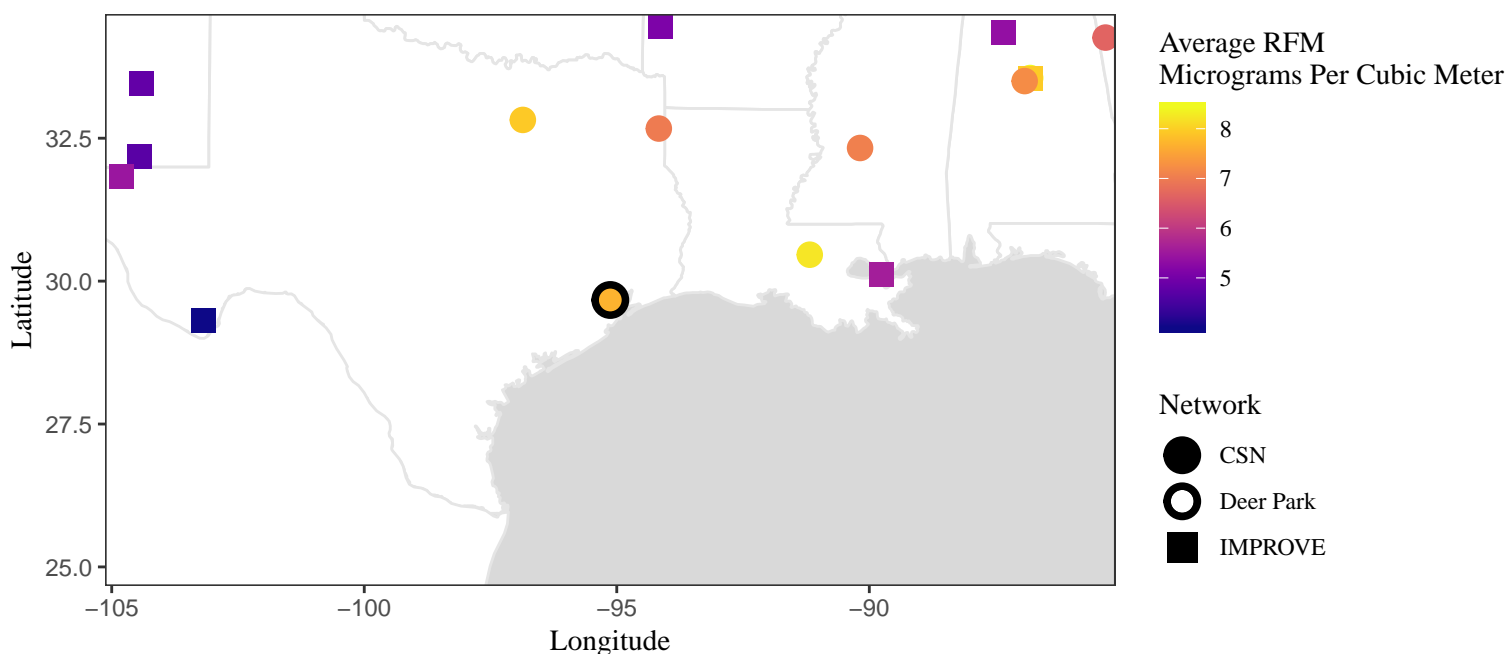 Average RFM
Micrograms Per Cubic Meter
8
7
6
5
Network
CSN
Deer Park
IMPROVE
Latitude
32.5
30.0
27.5
25.0
−105
−100
−95
−90
Longitude